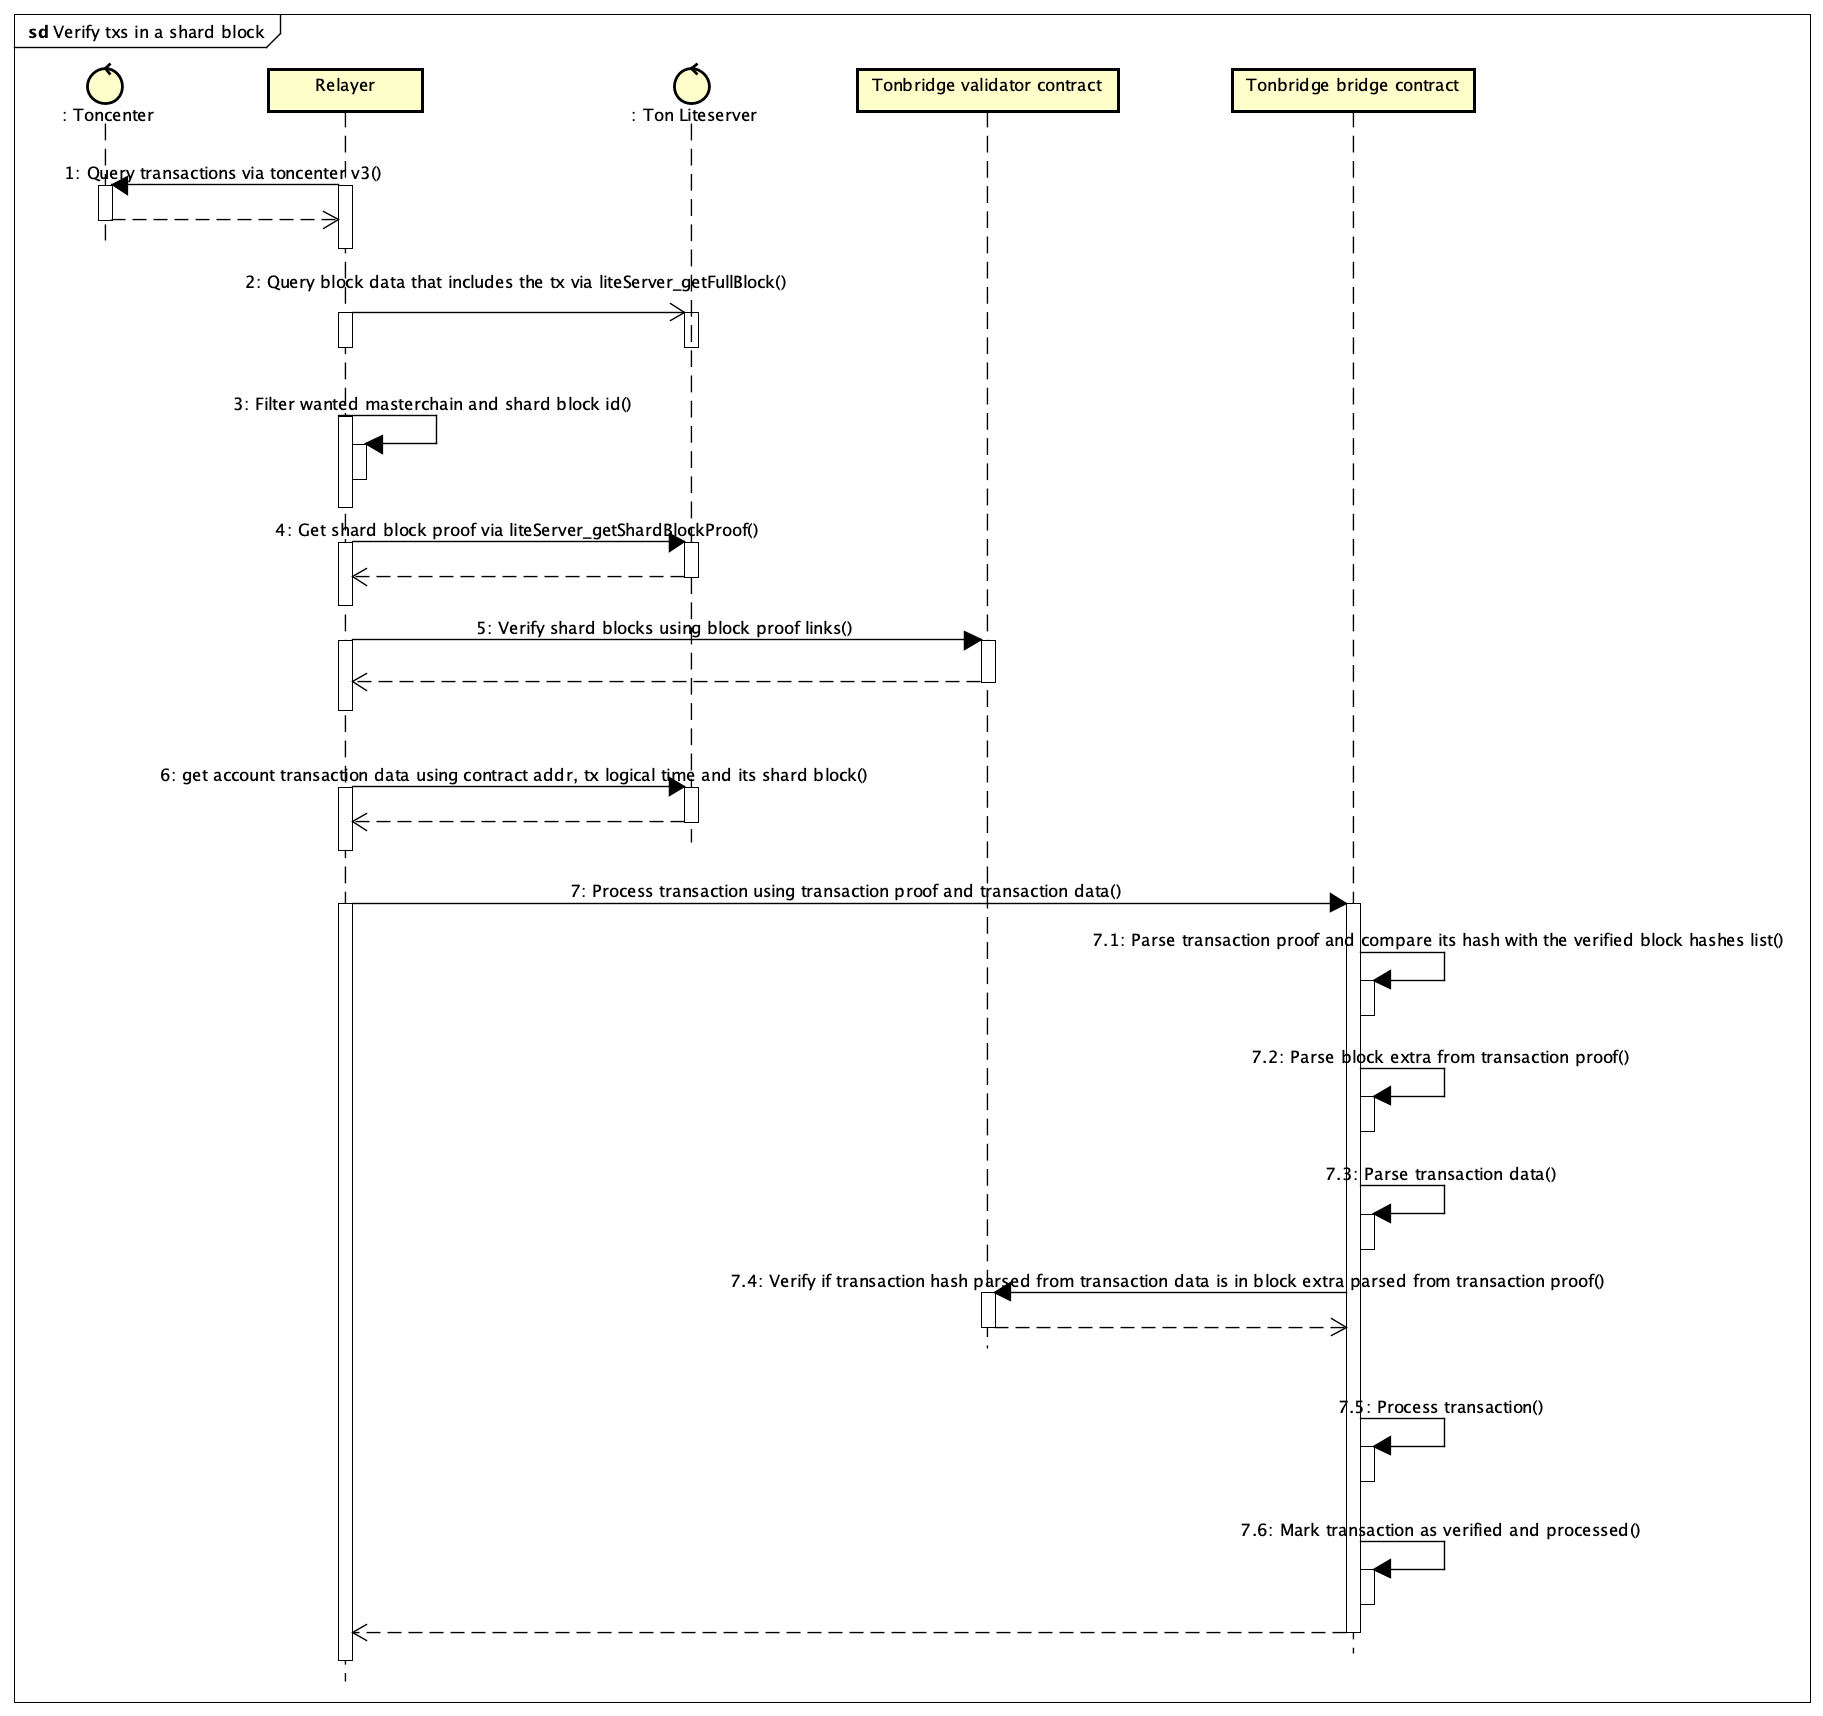 sd Verify txs in a shard block
: Toncenter
Relayer
: Ton Liteserver
Tonbridge validator contract
Tonbridge bridge contract
1: Query transactions via toncenter v3()
2: Query block data that includes the tx via liteServer_getFullBlock()
3: Filter wanted masterchain and shard block id()
4: Get shard block proof via liteServer_getShardBlockProof()
5: Verify shard blocks using block proof links()
6: get account transaction data using contract addr, tx logical time and its shard block()
7: Process transaction using transaction proof and transaction data()
7.1: Parse transaction proof and compare its hash with the verified block hashes list()
7.2: Parse block extra from transaction proof()
7.3: Parse transaction data()
7.4: Verify if transaction hash parsed from transaction data is in block extra parsed from transaction proof()
7.5: Process transaction()
7.6: Mark transaction as verified and processed()